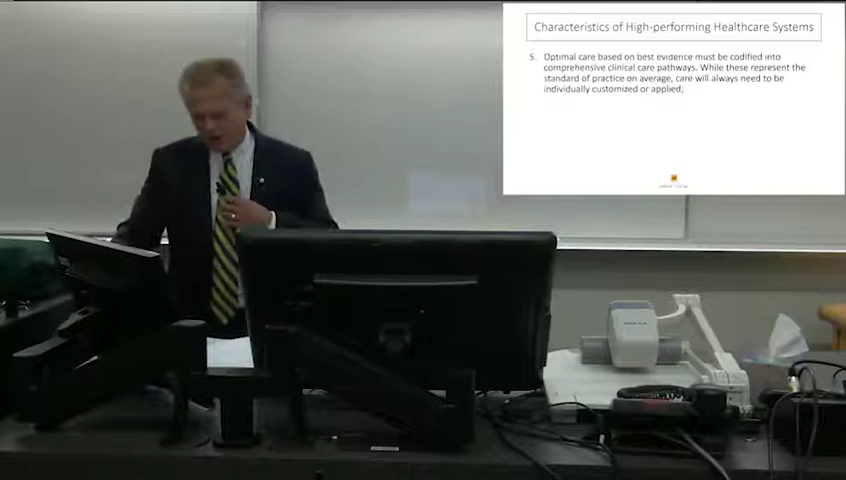 Characteristics of High-performing Healthcare Systems
5. Optimal care based on best evidence must be codified into
comprehensive clinical care pathways. While these represent the
standard of practice on average, care will always need to be
individually customized or applied;